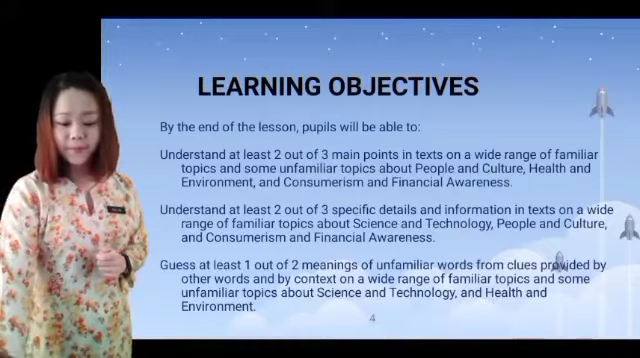 LEARNING OBJECTIVES
By the end of the lesson, pupils will be able to:
Understand at least 2 out of 3 main points in texts on a wide range of familiar
topics and some unfamiliar topics about People and Culture, Health and
Environment, and Consumerism and Financial Awareness.
Understand at least 2 out of 3 specific details and information in texts on a wide
range of familiar topics about Science and Technology, People and Culture,
and Consumerism and Financial Awareness.
Guess at least 1 out of 2 meanings of unfamiliar words from clues provided by
other words and by context on a wide range of familiar topics and some
unfamiliar topics about Science and Technology, and Health and
Environment.
4